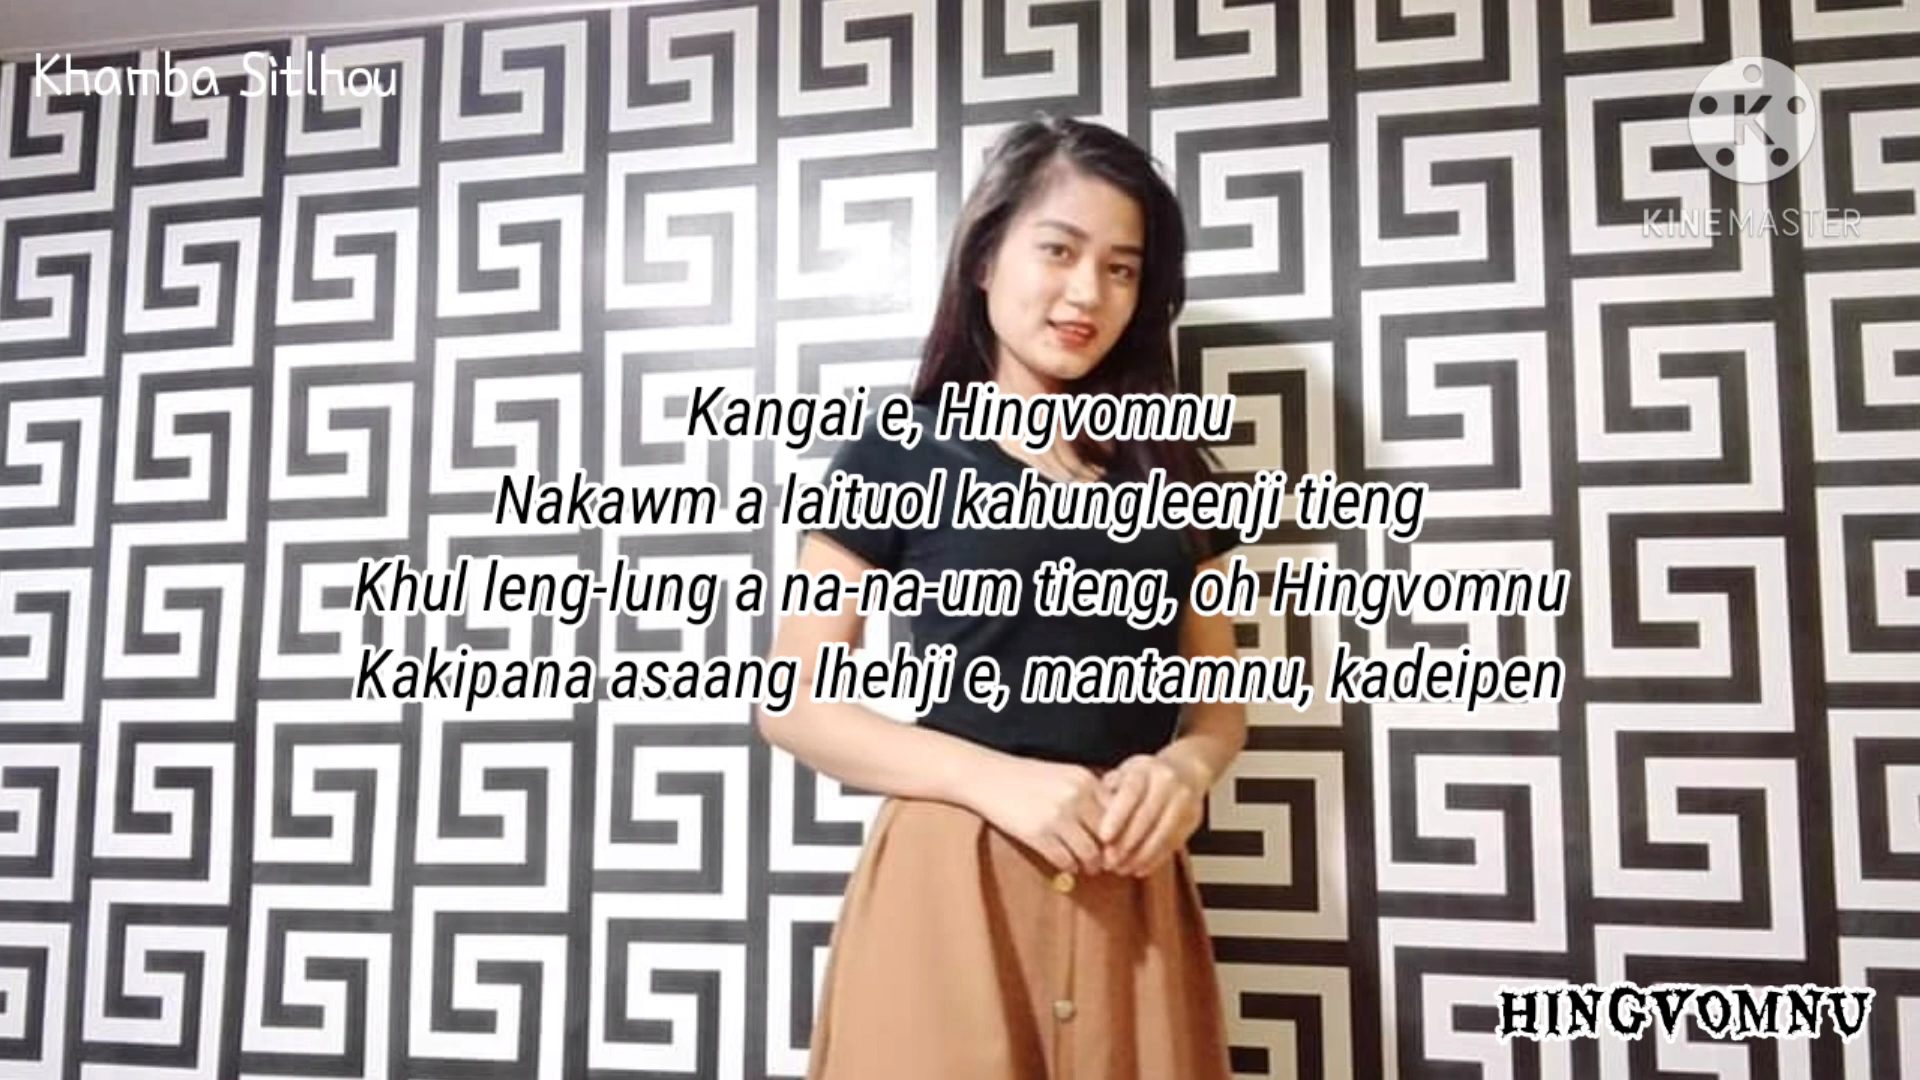 Khamba Sitlhou
KINEMASTER
Kangai e, Hingvomnu
Nakawm a laituol kahungleenji tieng
Khul leng-lung a na-na-um tieng, oh Hingvomnu
Kakipana asaang lhehji e, mantamnu, kadeipen
HINGVOMNU